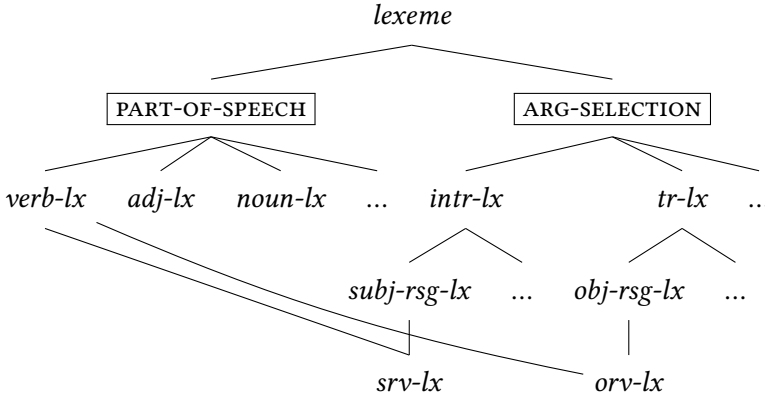 lexeme
PART-OF-SPEECH ARG-SELECTION
verb-lx adj-lx noun-lx ... intr-lx tr-lx ..
subj-rsg-lx ... obj-rsg-lx ...
srv-lx orv-lx